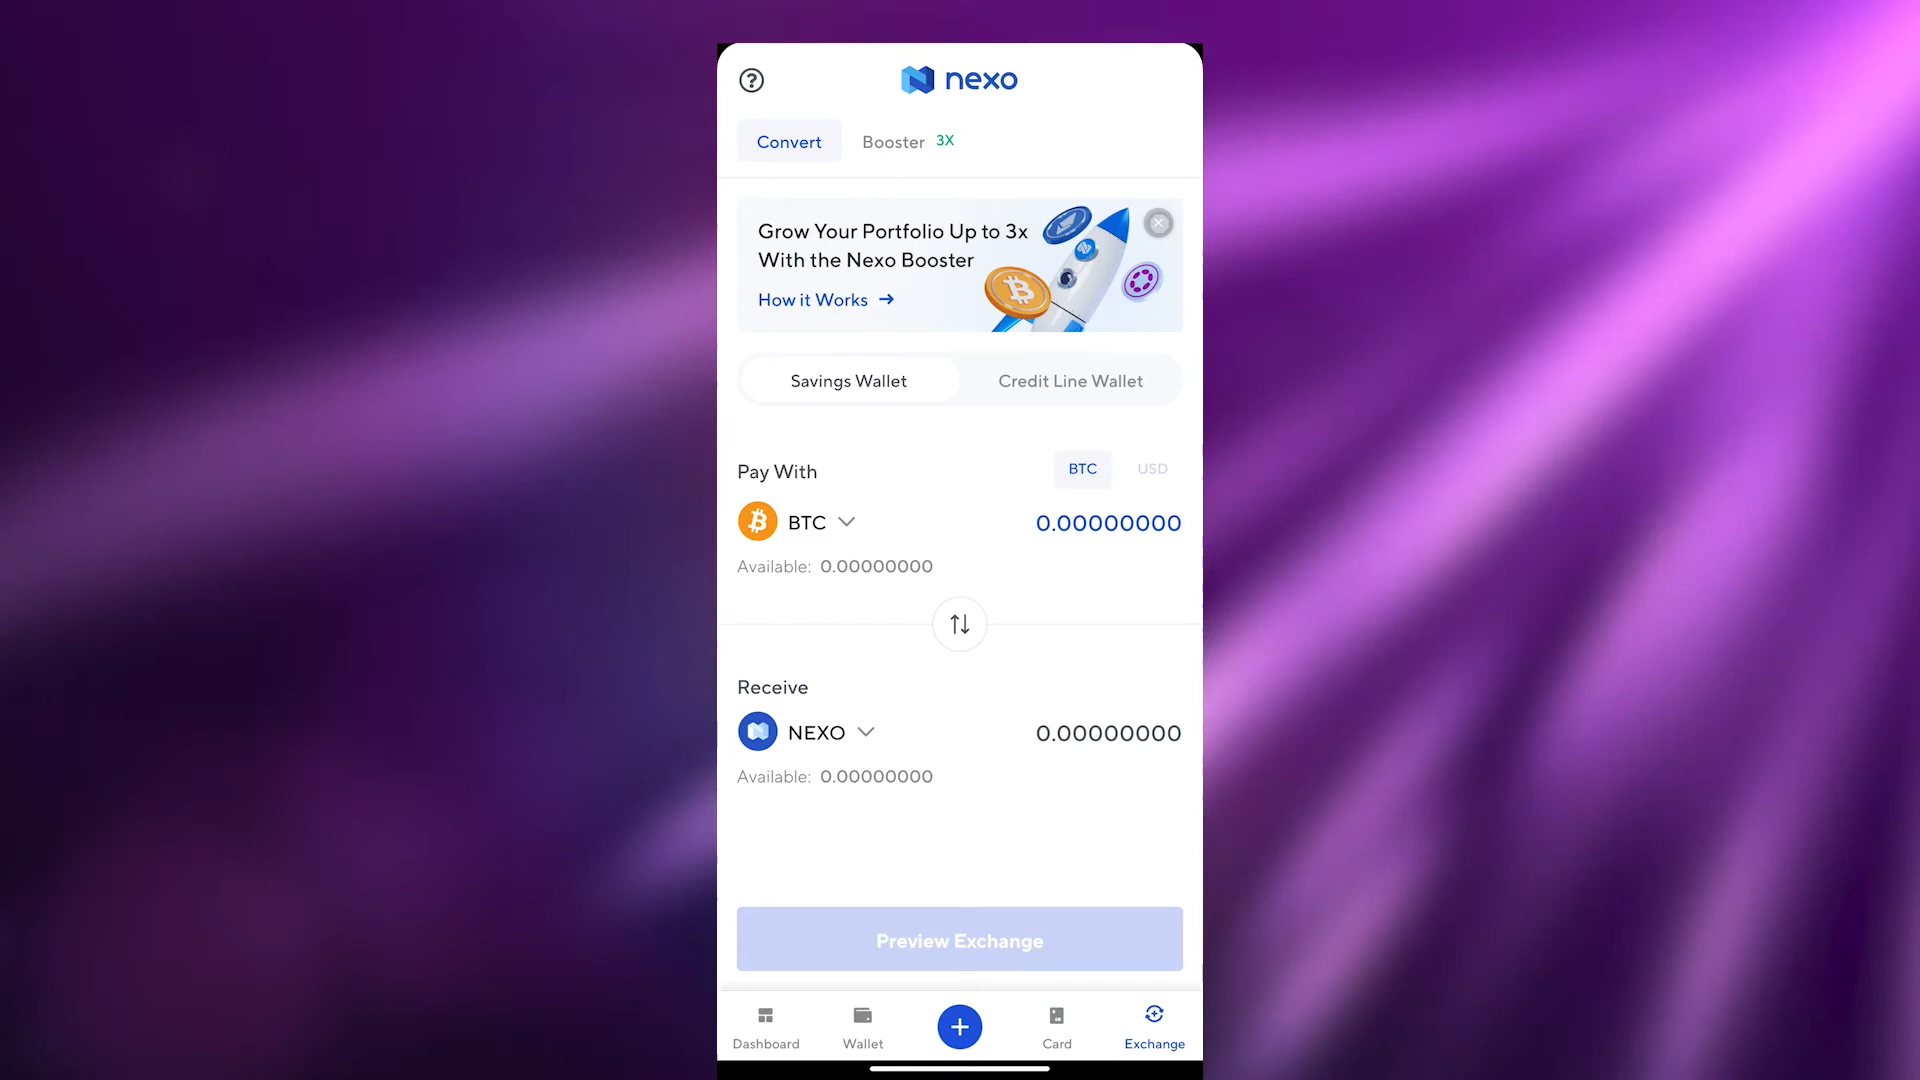 nexo
Convert
Booster 3X
Grow Your Portfolio Up to 3x
With the Nexo Booster
How it Works →
Savings Wallet
Credit Line Wallet
Pay With
BTC
USD
BTC
0.00000000
Available: 0.00000000
Receive
NEXO
0.00000000
Available: 0.00000000
Preview Exchange
Dashboard
Wallet
Card
Exchange